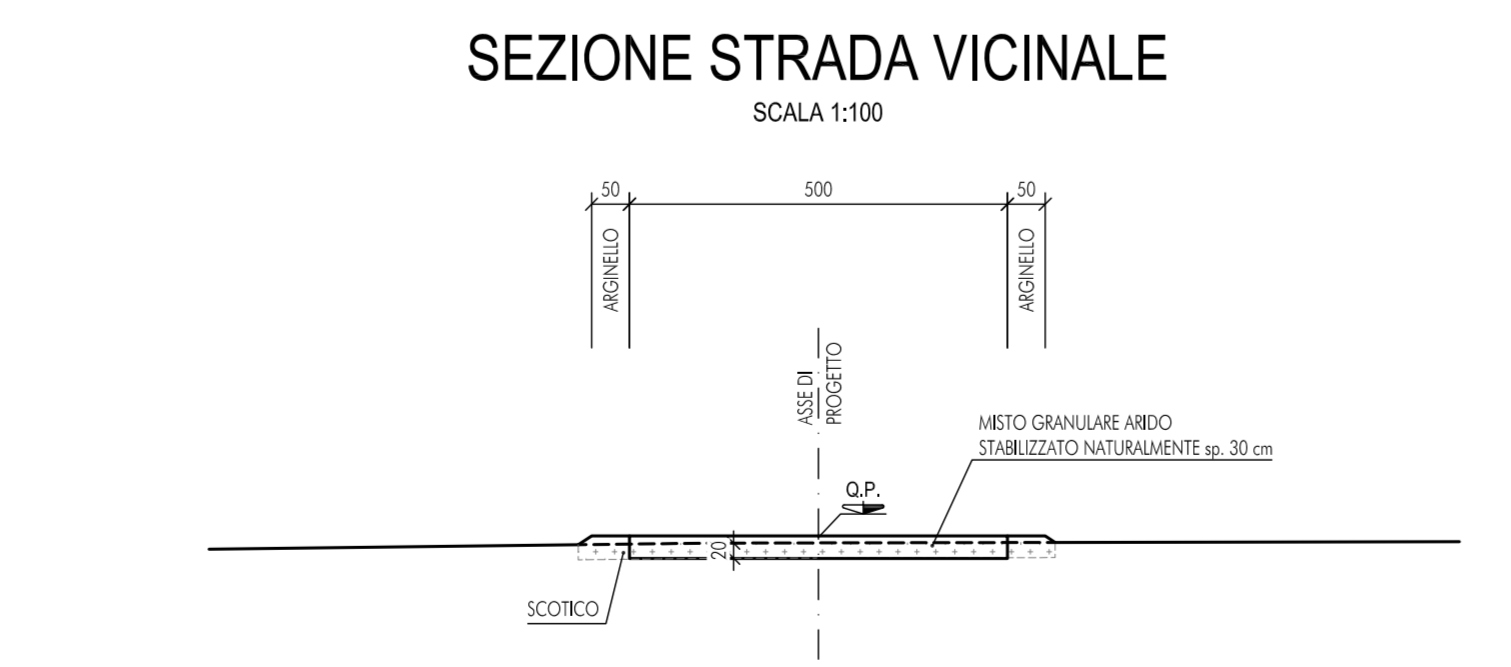 SEZIONE STRADA VICINALE
SCALA 1:100
50
500
50
ARGINELLO
ARGINELLO
ASSE DI
PROGETTO
MISTO GRANULARE ARIDO
STABILIZZATO NATURALMENTE sp. 30 cm
Q.P.
20
SCOTICO